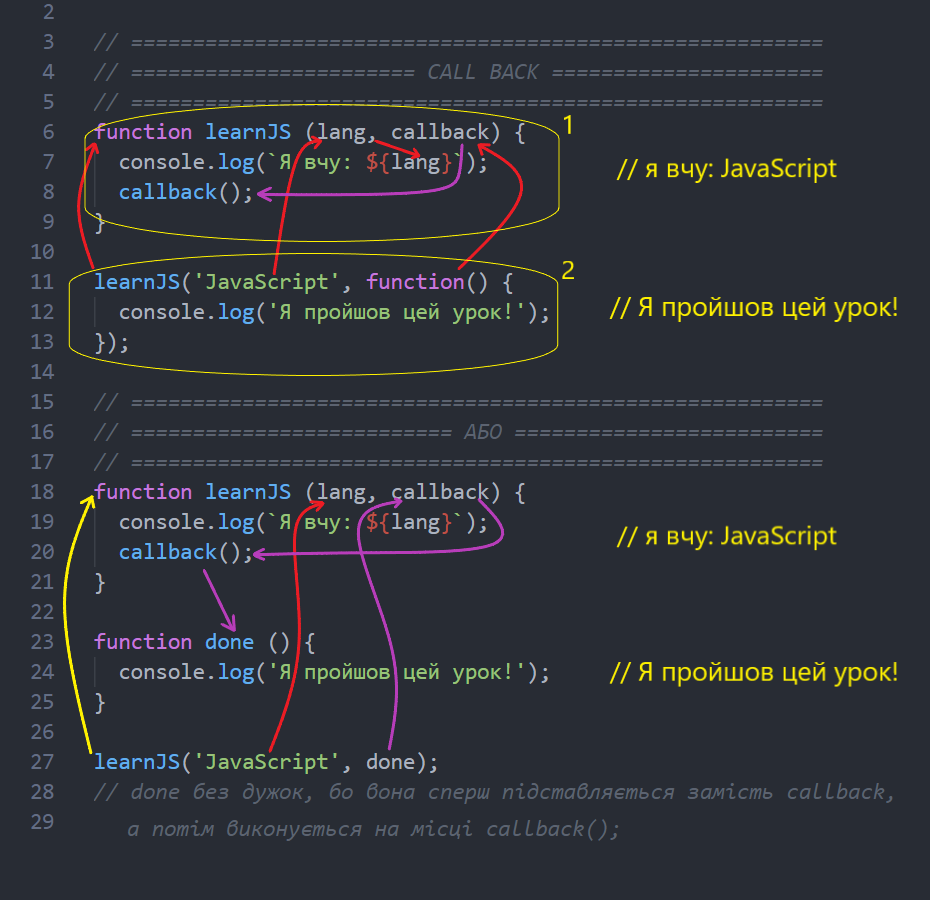 2
3 // ========================================================
4 // ======================= CALL BACK ======================
5 // ========================================================
6 function learnJS (lang, callback) { 1
7 console.log(`Я вчу: ${lang}`); // я вчу: JavaScript
8 callback();
9 }
10
11 learnJS('JavaScript', function() { 2
12 console.log('Я пройшов цей урок!'); // Я пройшов цей урок!
13 });
14
15 // ========================================================
16 // ========================== АБО =========================
17 // ========================================================
18 function learnJS (lang, callback) {
19 console.log(`Я вчу: ${lang}`);
20 callback(); // я вчу: JavaScript
21 }
22
23 function done () {
24 console.log('Я пройшов цей урок!'); // Я пройшов цей урок!
25 }
26
27 learnJS('JavaScript', done);
28 // done без дужок, бо вона сперш підставляється замість callback,
29 а потім виконується на місці callback();